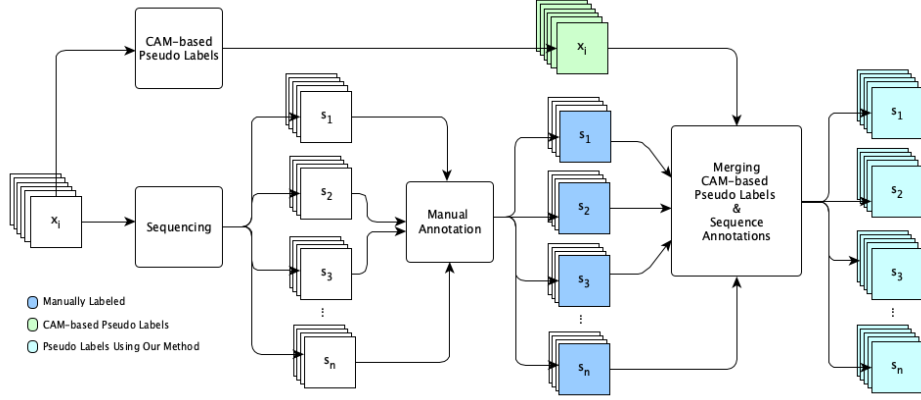 CAM-based
Pseudo Labels
x_i
x_i
Sequencing
s_1
s_2
s_3
⋮
s_n
Manual
Annotation
s_1
s_2
s_3
⋮
s_n
Merging
CAM-based
Pseudo Labels
&
Sequence
Annotations
s_1
s_2
s_3
⋮
s_n
Manually Labeled
CAM-based Pseudo Labels
Pseudo Labels Using Our Method